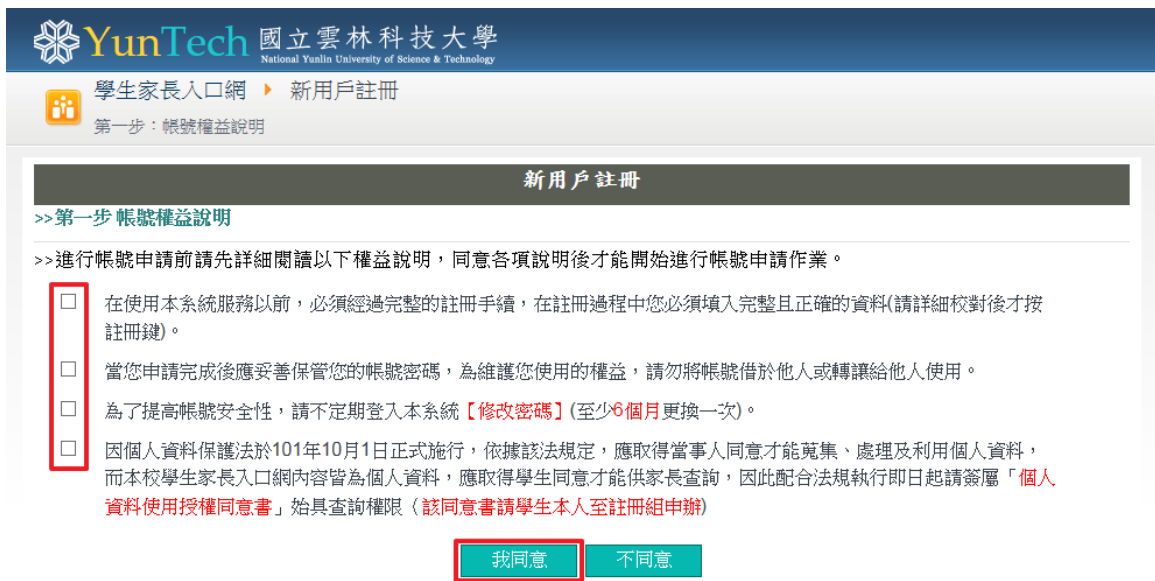 YunTech 國立雲林科技大學
National Yunlin University of Science & Technology
學生家長入口網 新用戶註冊
第一步：帳號權益說明
新用戶註冊
>>第一步 帳號權益說明
>>進行帳號申請前請先詳細閱讀以下權益說明，同意各項說明後才能開始進行帳號申請作業。
在使用本系統服務以前，必須經過完整的註冊手續，在註冊過程中您必須填入完整且正確的資料(請詳細校對後才按
註冊鍵)。
當您申請完成後應妥善保管您的帳號密碼，為維護您使用的權益，請勿將帳號借於他人或轉讓給他人使用。
為了提高帳號安全性，請不定期登入本系統【修改密碼】(至少6個月更換一次)。
因個人資料保護法於101年10月1日正式施行，依據該法規定，應取得當事人同意才能蒐集、處理及利用個人資料，
而本校學生家長入口網內容皆為個人資料，應取得學生同意才能供家長查詢，因此配合法規執行即日起請簽屬「個人
資料使用授權同意書」始具查詢權限（該同意書請學生本人至註冊組申辦)
我同意 不同意